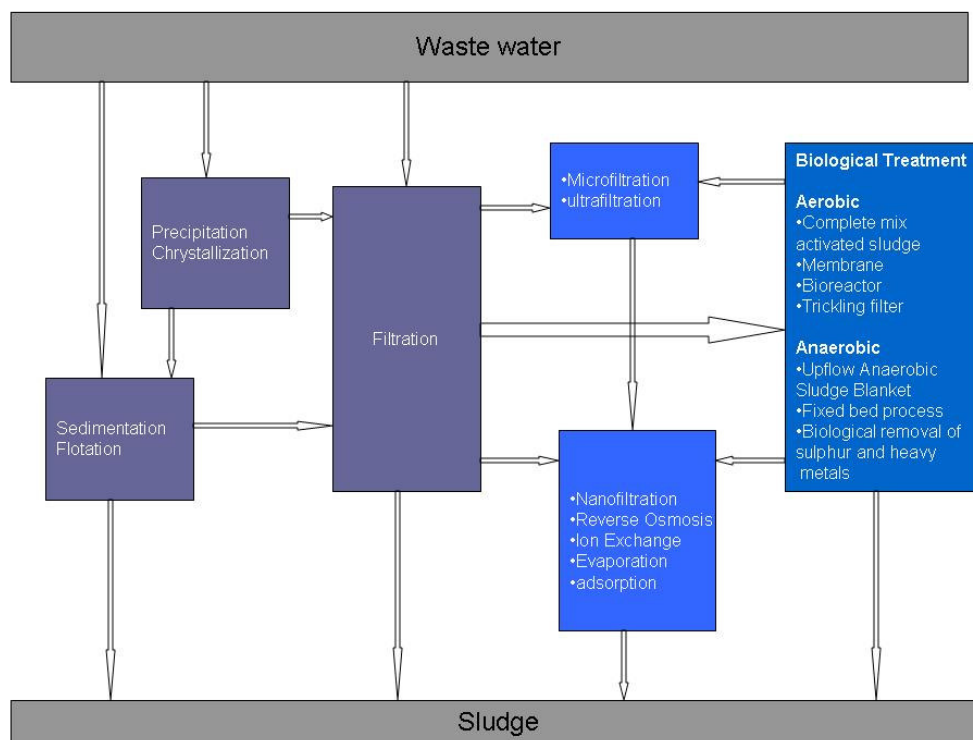 Waste water
Precipitation
Chrystallization
Sedimentation
Flotation
Filtration
•Microfiltration
•ultrafiltration
•Nanofiltration
•Reverse Osmosis
•Ion Exchange
•Evaporation
•adsorption
Biological Treatment
Aerobic
•Complete mix
activated sludge
•Membrane
•Bioreactor
•Trickling filter
Anaerobic
•Upflow Anaerobic
Sludge Blanket
•Fixed bed process
•Biological removal of
sulphur and heavy
metals
Sludge